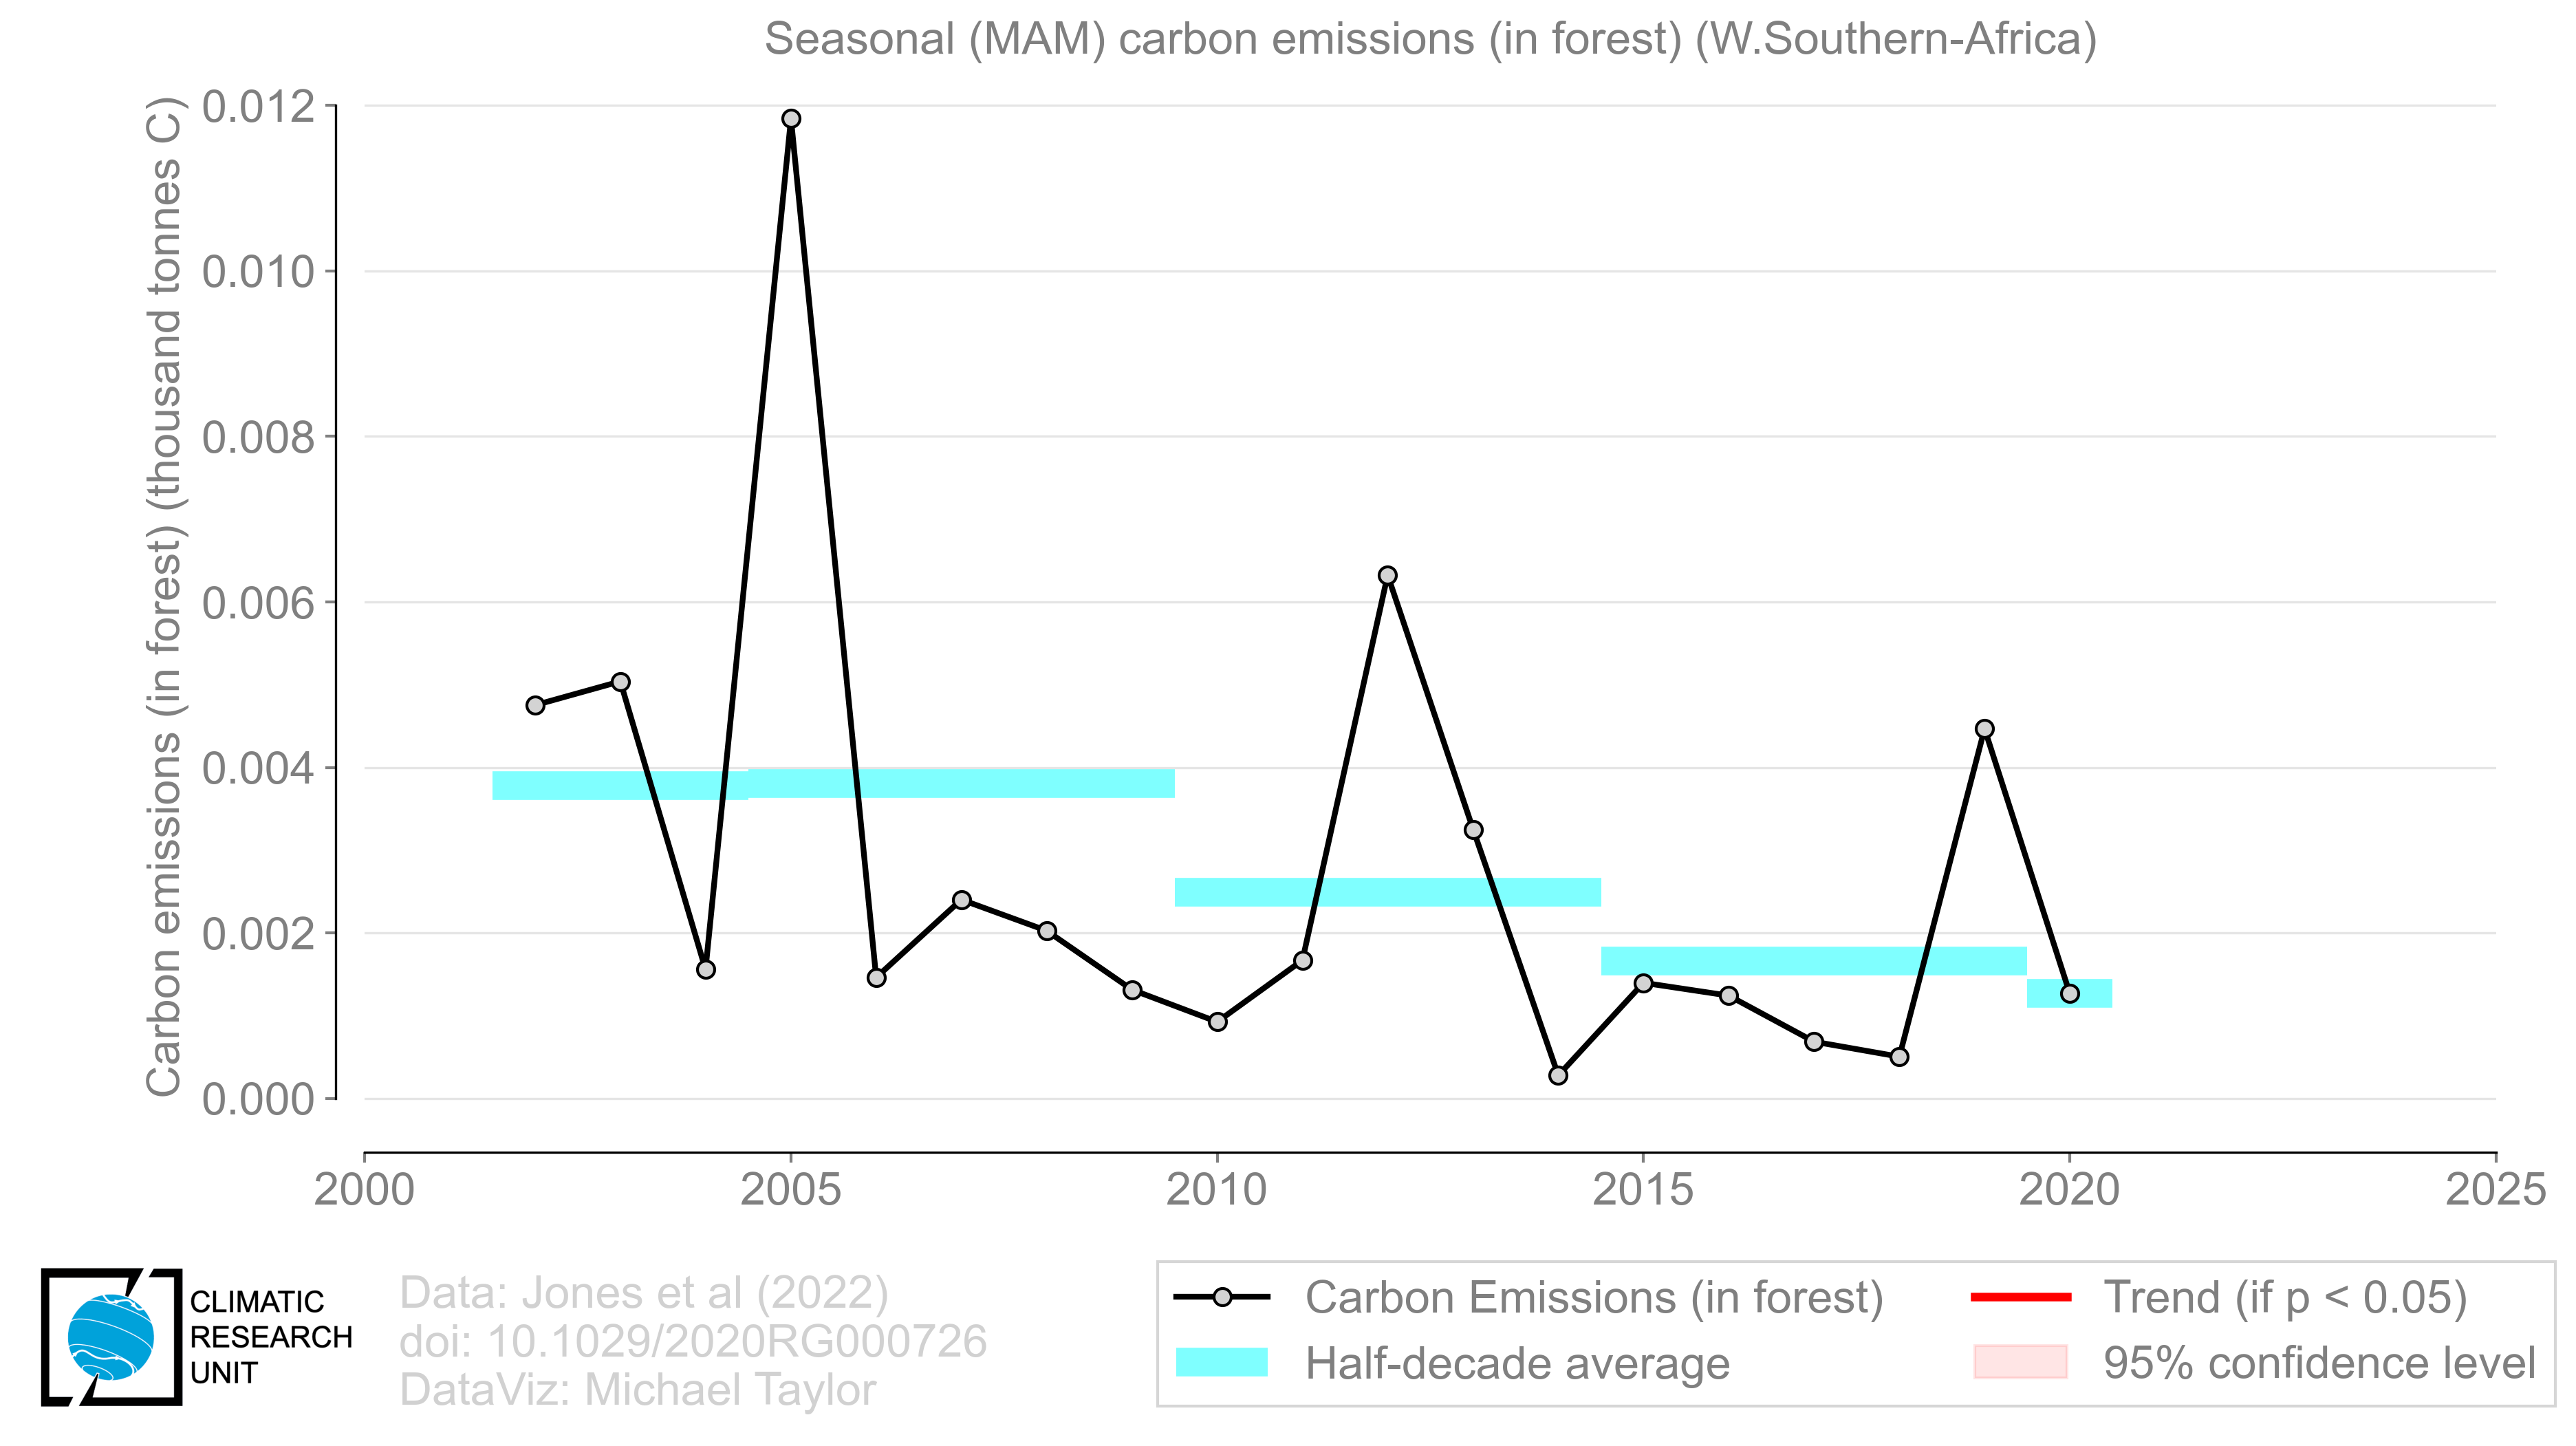 Seasonal (MAM) carbon emissions (in forest) (W.Southern-Africa)
Carbon emissions (in forest) (thousand tonnes C)
0.012
0.010
0.008
0.006
0.004
0.002
0.000
2000 2005 2010 2015 2020 2025
CLIMATIC
RESEARCH
UNIT
Data: Jones et al (2022)
doi: 10.1029/2020RG000726
DataViz: Michael Taylor
Carbon Emissions (in forest)
Half-decade average
Trend (if p < 0.05)
95% confidence level